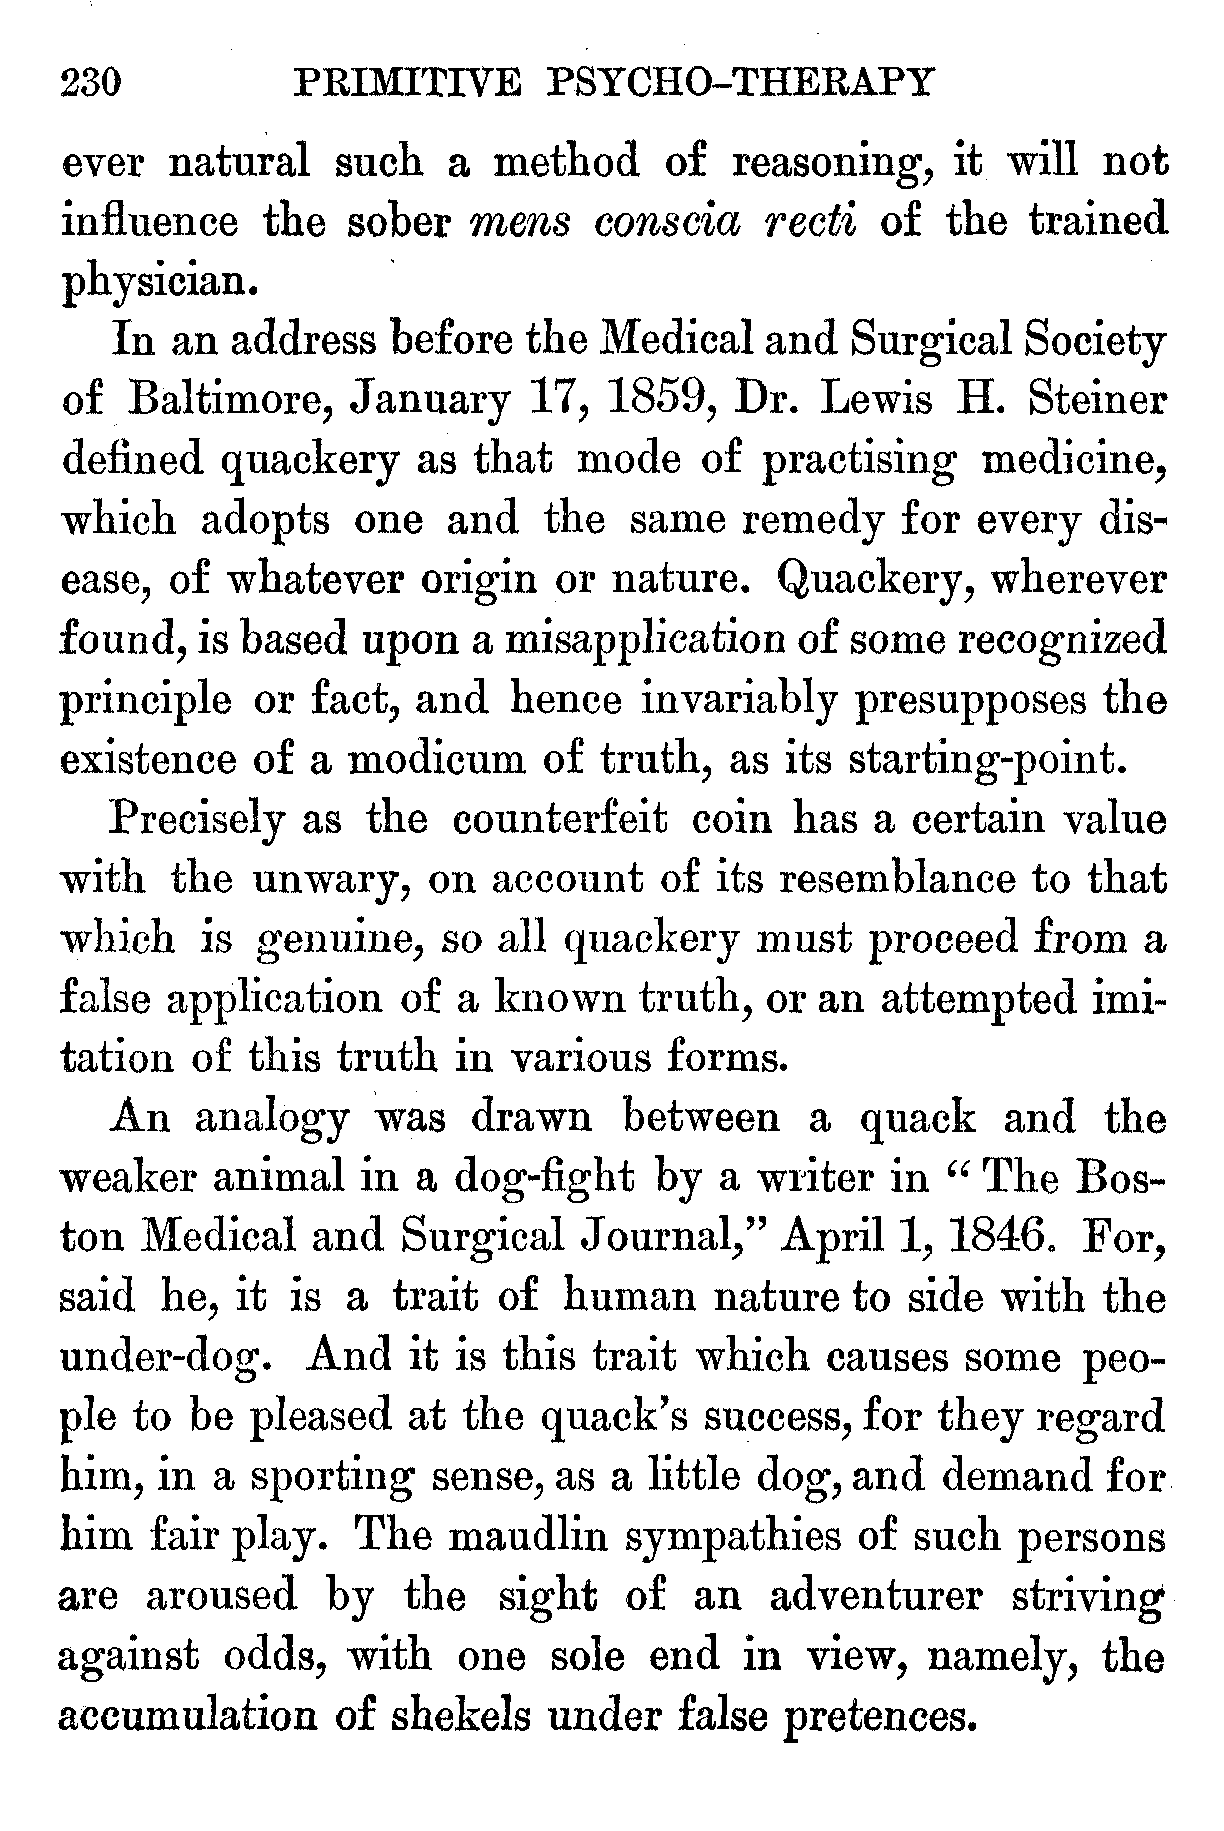 230 PRIMITIVE PSYCHO-THERAPY
ever natural such a method of reasoning, it will not
influence the sober mens conscia recti of the trained
physician.
In an address before the Medical and Surgical Society
of Baltimore, January 17, 1859, Dr. Lewis H. Steiner
defined quackery as that mode of practising medicine,
which adopts one and the same remedy for every dis-
ease, of whatever origin or nature. Quackery, wherever
found, is based upon a misapplication of some recognized
principle or fact, and hence invariably presupposes the
existence of a modicum of truth, as its starting-point.
Precisely as the counterfeit coin has a certain value
with the unwary, on account of its resemblance to that
which is genuine, so all quackery must proceed from a
false application of a known truth, or an attempted imi-
tation of this truth in various forms.
An analogy was drawn between a quack and the
weaker animal in a dog-fight by a writer in “ The Bos-
ton Medical and Surgical Journal,” April 1, 1846. For,
said he, it is a trait of human nature to side with the
under-dog. And it is this trait which causes some peo-
ple to be pleased at the quack's success, for they regard
him, in a sporting sense, as a little dog, and demand for
him fair play. The maudlin sympathies of such persons
are aroused by the sight of an adventurer striving
against odds, with one sole end in view, namely, the
accumulation of shekels under false pretences.